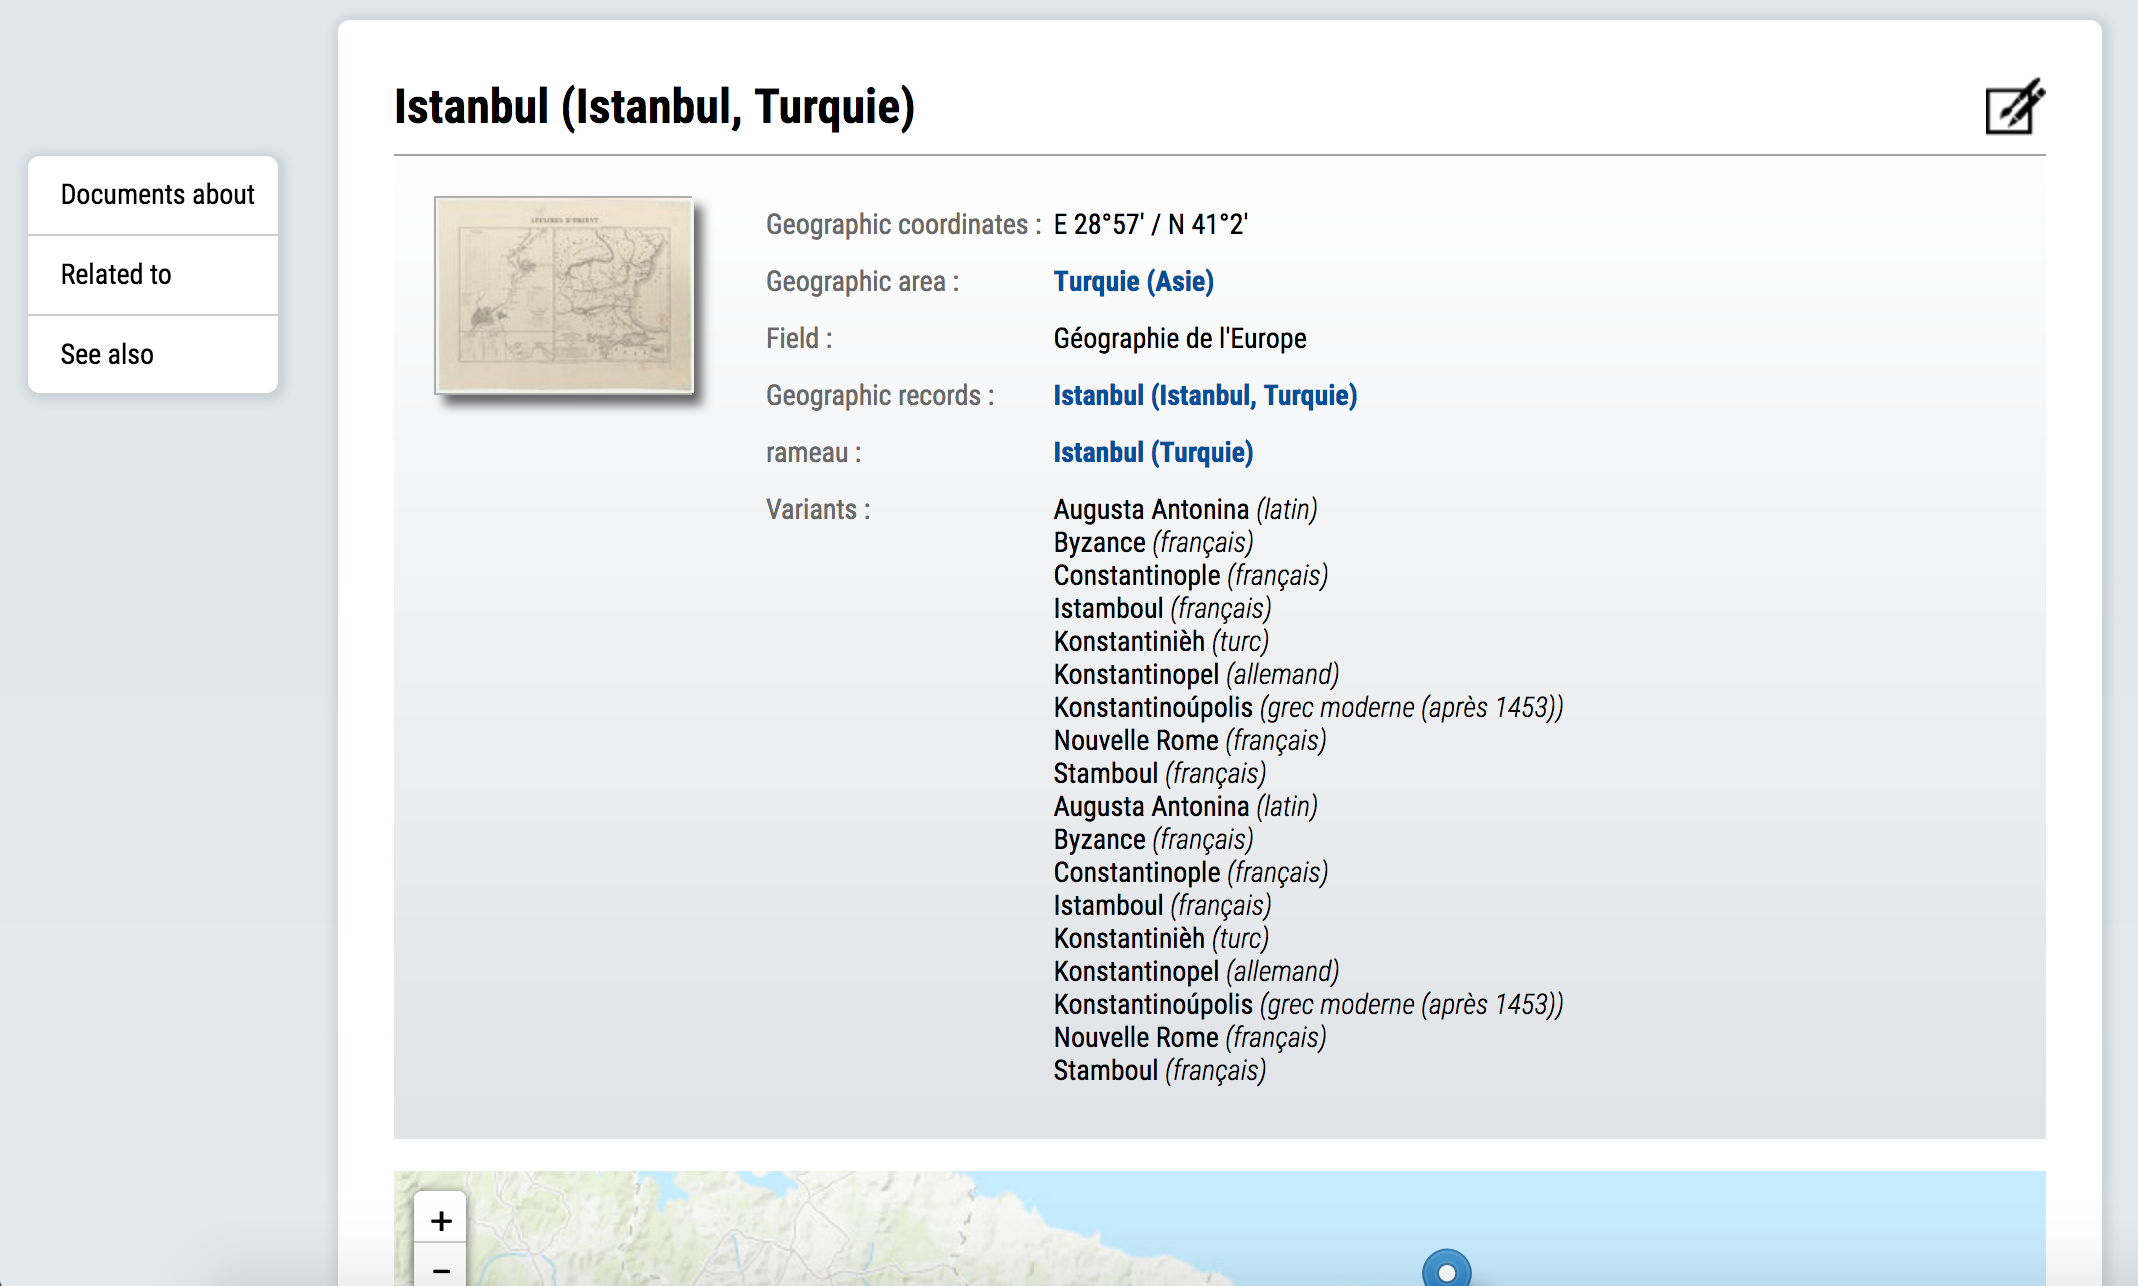 Istanbul (Istanbul, Turquie)
Documents about
Related to
See also
AFFAIRES D'ORIENT
Geographic coordinates : E 28°57' / N 41°2'
Geographic area : Turquie (Asie)
Field : Géographie de l'Europe
Geographic records : Istanbul (Istanbul, Turquie)
rameau : Istanbul (Turquie)
Variants : Augusta Antonina (latin)
Byzance (français)
Constantinople (français)
Istamboul (français)
Konstantinièh (turc)
Konstantinopel (allemand)
Konstantinoúpolis (grec moderne (après 1453))
Nouvelle Rome (français)
Stamboul (français)
Augusta Antonina (latin)
Byzance (français)
Constantinople (français)
Istamboul (français)
Konstantinièh (turc)
Konstantinopel (allemand)
Konstantinoúpolis (grec moderne (après 1453))
Nouvelle Rome (français)
Stamboul (français)
+
−